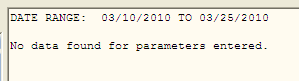 DATE RANGE:  03/10/2010 TO 03/25/2010
No data found for parameters entered.